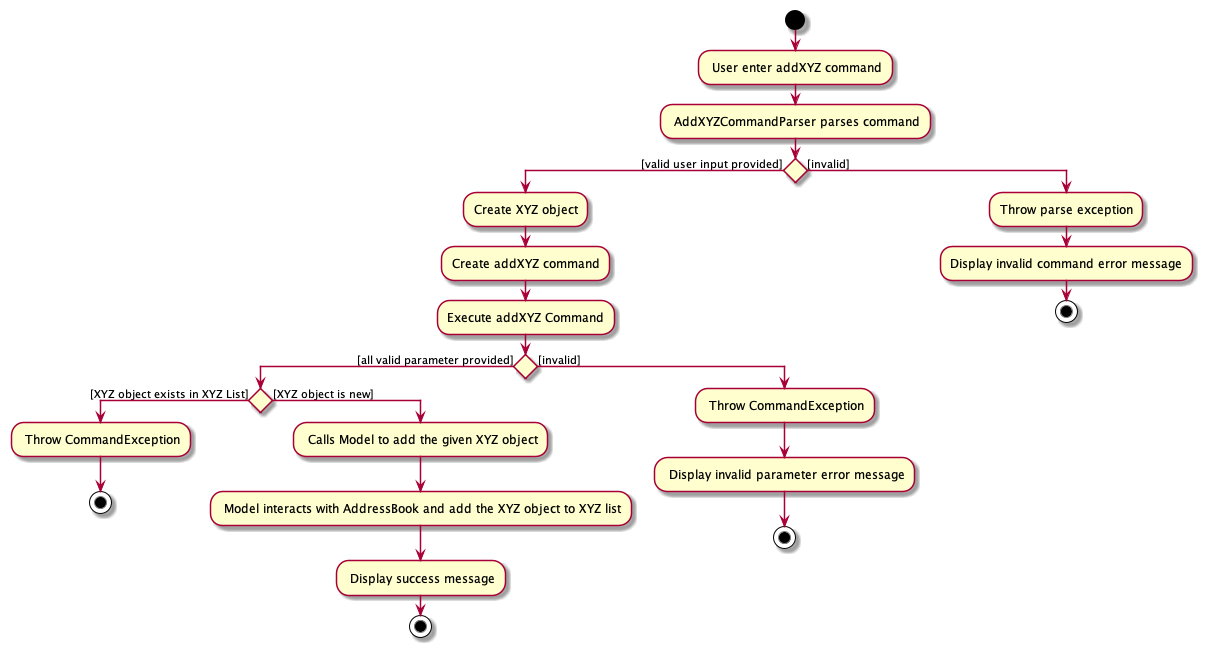 User enter addXYZ command
AddXYZCommandParser parses command
[valid user input provided]
[invalid]
Create XYZ object
Throw parse exception
Create addXYZ command
Display invalid command error message
Execute addXYZ Command
[all valid parameter provided]
[invalid]
[XYZ object exists in XYZ List]
[XYZ object is new]
Throw CommandException
Throw CommandException
Calls Model to add the given XYZ object
Display invalid parameter error message
Model interacts with AddressBook and add the XYZ object to XYZ list
Display success message